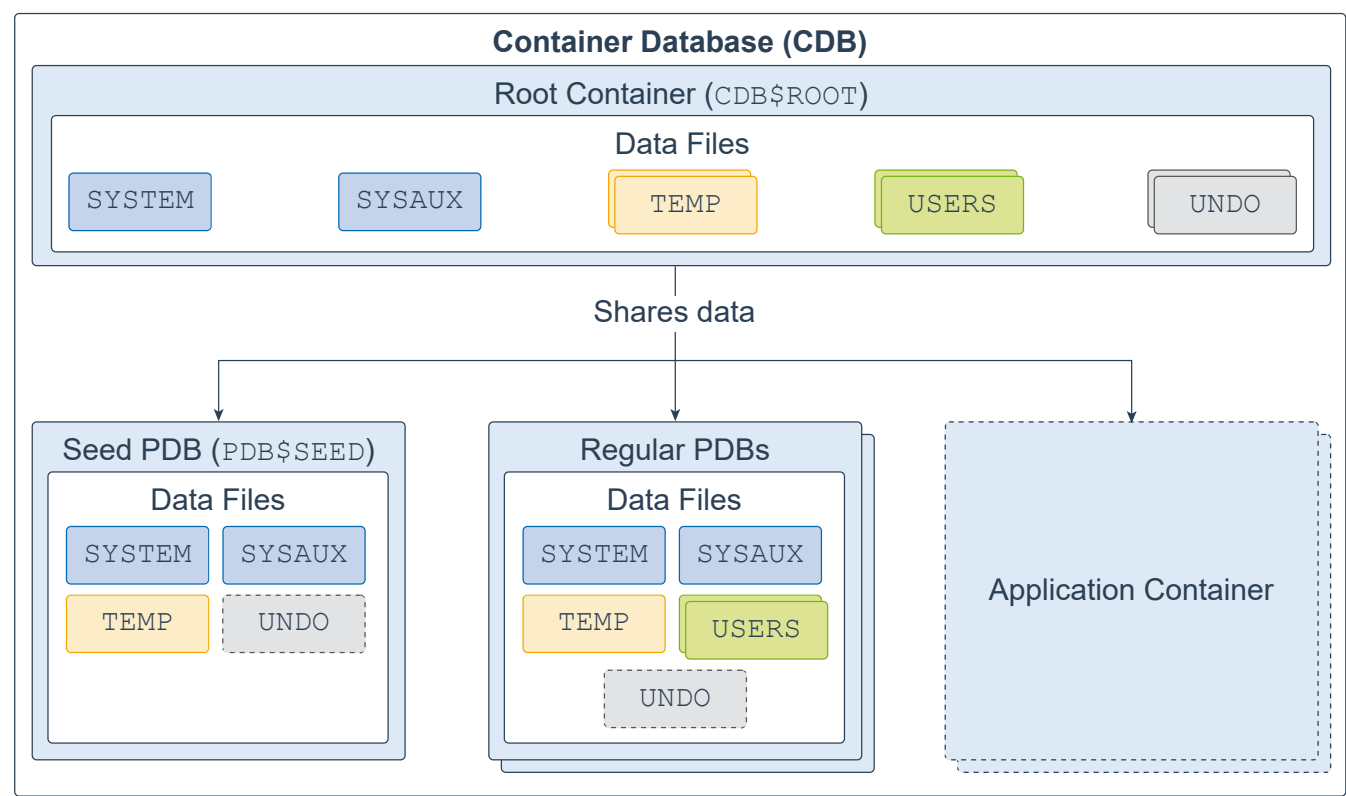 Container Database (CDB)
Root Container (CDB$ROOT)
Data Files
SYSTEM
SYSAUX
TEMP
USERS
UNDO
Shares data
Seed PDB (PDB$SEED)
Data Files
SYSTEM
SYSAUX
TEMP
UNDO
Regular PDBs
Data Files
SYSTEM
SYSAUX
TEMP
USERS
UNDO
Application Container